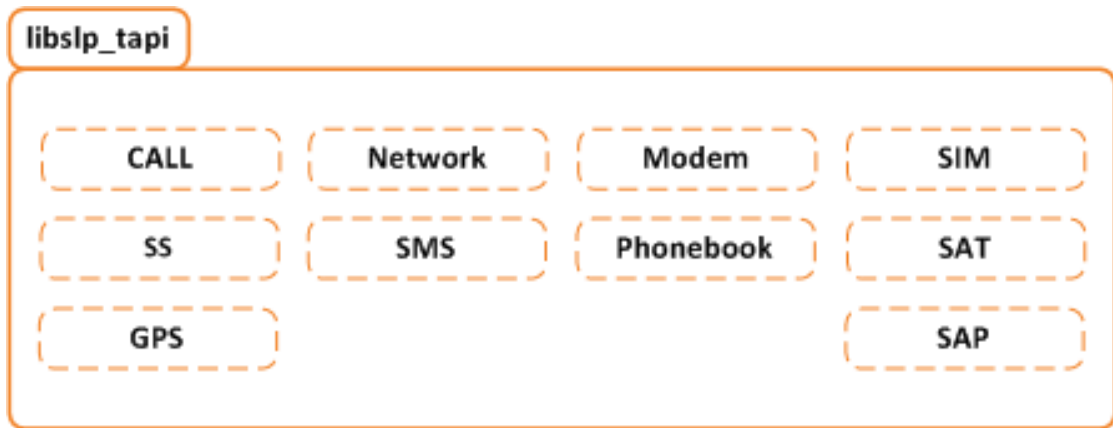 libslp_tapi
CALL Network Modem SIM
SS SMS Phonebook SAT
GPS SAP